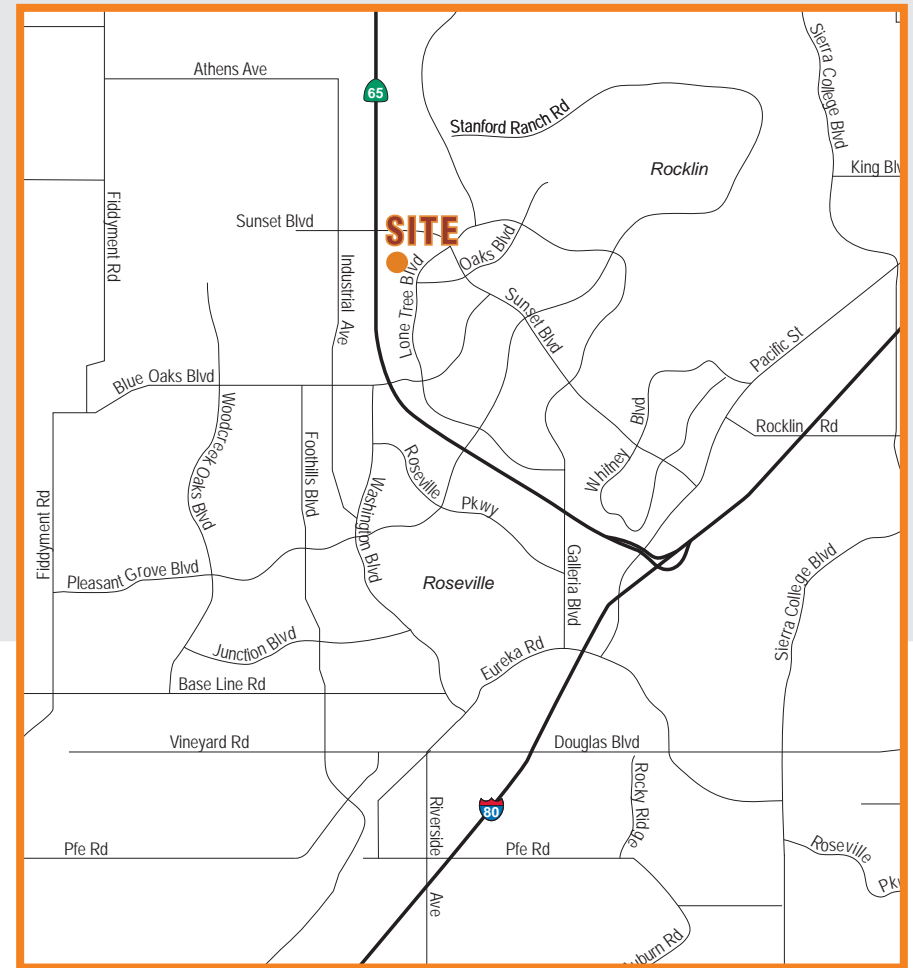 Athens Ave
65
Stanford Ranch Rd
Sierra College Blvd
Rocklin
King
Fiddyment Rd
Sunset Blvd
SITE
Oaks Blvd
Lone Tree Blvd
Industrial Ave
Sunset Blvd
Pacific St
Blue Oaks Blvd
Woodcreek Oaks Blvd
Foothills Blvd
Whitney Blvd
Rocklin Rd
Roseville Pkwy
Washington Blvd
Fiddyment Rd
Pleasant Grove Blvd
Roseville
Galleria Blvd
Sierra College Blvd
Junction Blvd
Eureka Rd
Base Line Rd
Vineyard Rd
Douglas Blvd
Rocky Ridge
80
Riverside Ave
Pfe Rd
Pfe Rd
Roseville
Rd